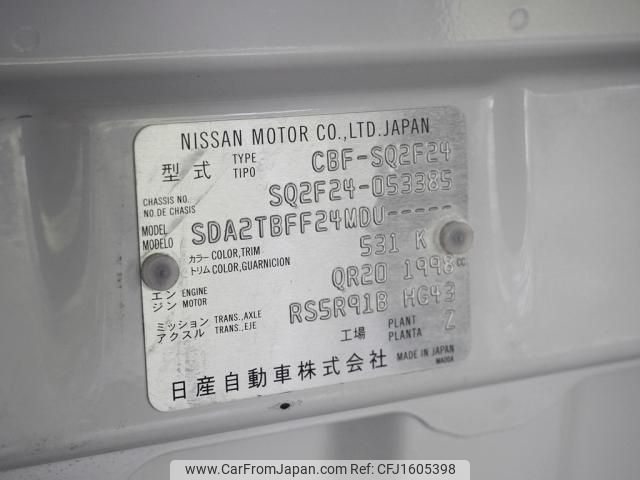 NISSAN MOTOR CO.,LTD.JAPAN
型式 TYPE TIPO CBF-SQ2F24
CHASSIS NO. NO.DE CHASIS SQ2F24-053385
MODEL MODELO SDA2TBFF24MDU-----
カラー COLOR,TRIM トリム COLOR,GUARNICION 531 K
エンジン ENGINE MOTOR QR20 1998 cc
ミッション TRANS.,AXLE アクスル TRANS.,EJE RS5R91B HG43
工場 PLANT PLANTA Z
日産自動車株式会社 MADE IN JAPAN
www.CarFromJapan.com - CarFromJapan - CFJ1605398